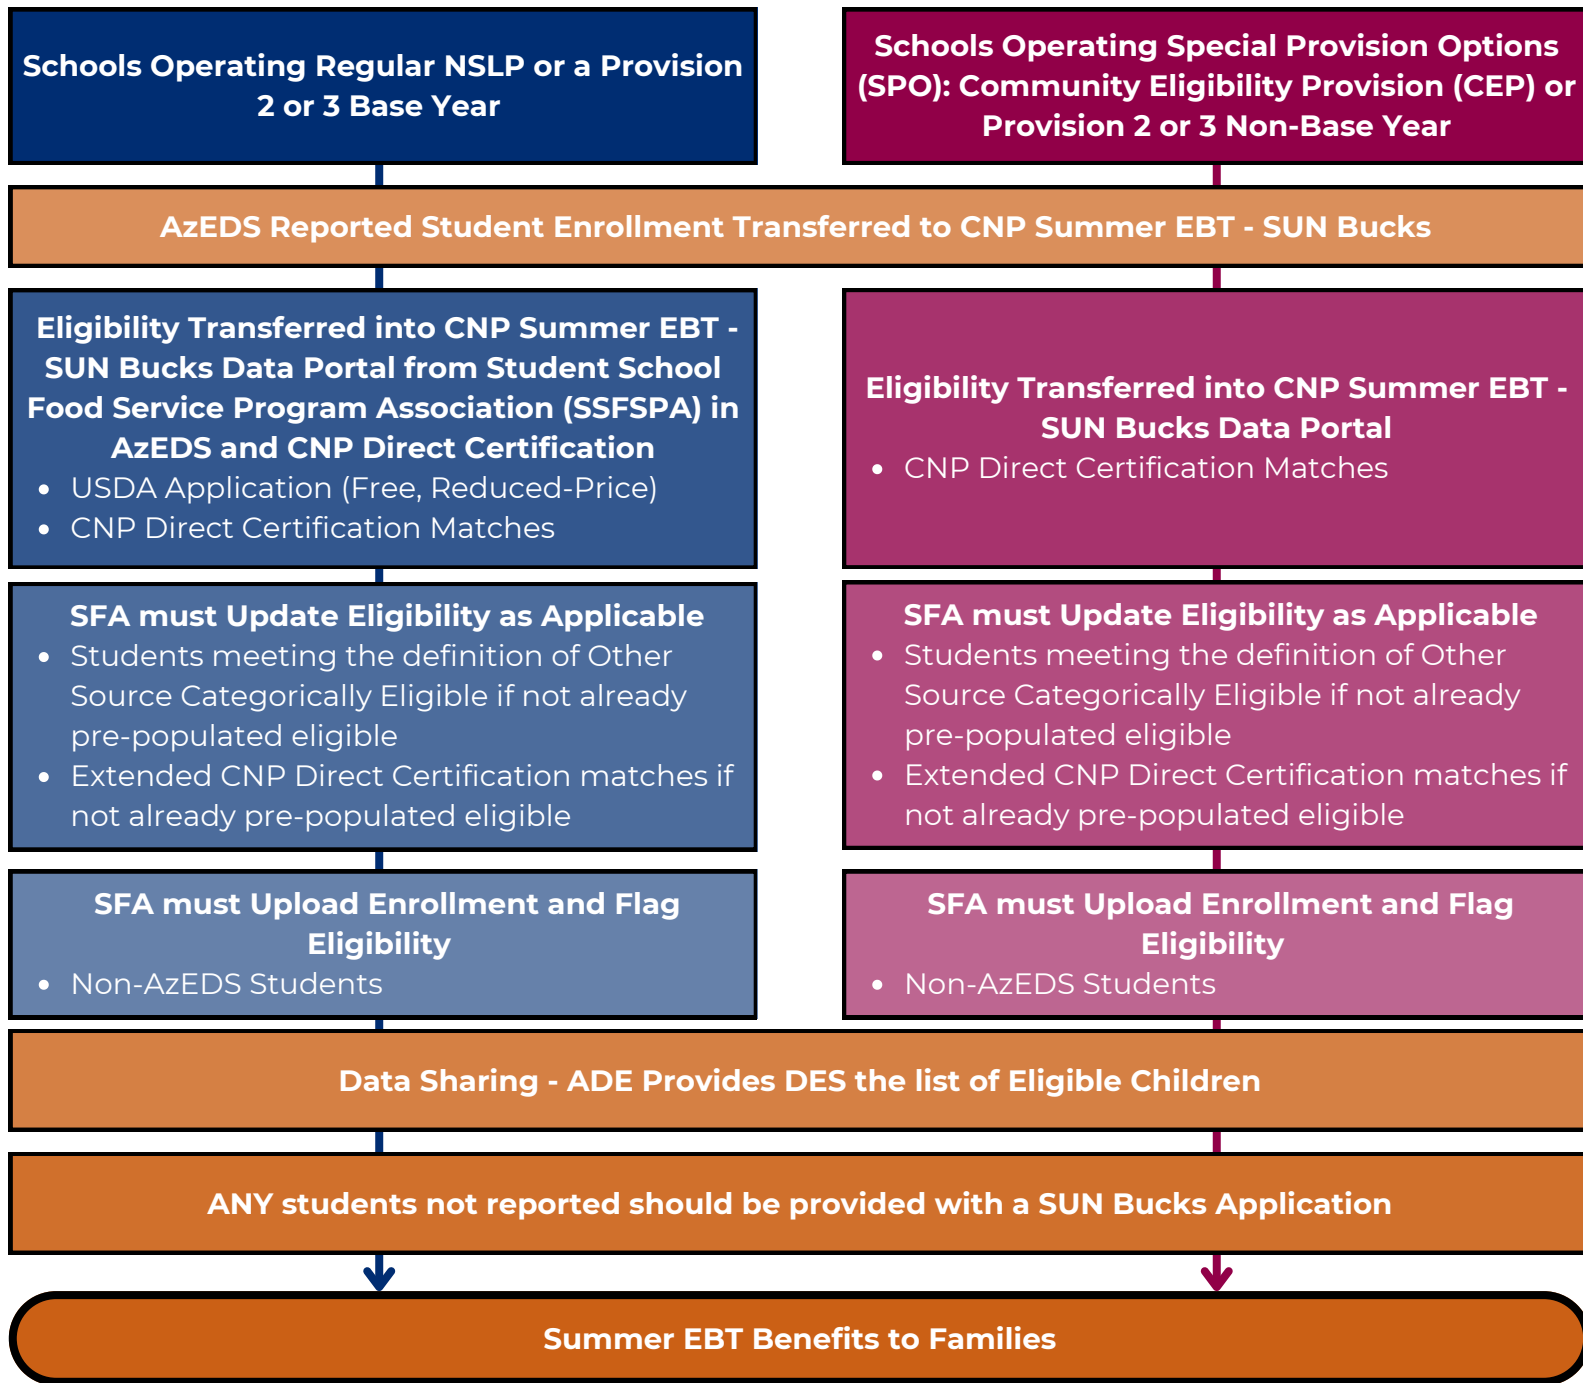 Schools Operating Regular NSLP or a Provision
2 or 3 Base Year
Schools Operating Special Provision Options
(SPO): Community Eligibility Provision (CEP) or
Provision 2 or 3 Non-Base Year
AzEDS Reported Student Enrollment Transferred to CNP Summer EBT - SUN Bucks
Eligibility Transferred into CNP Summer EBT -
SUN Bucks Data Portal from Student School
Food Service Program Association (SSFSPA) in
AzEDS and CNP Direct Certification
• USDA Application (Free, Reduced-Price)
• CNP Direct Certification Matches
Eligibility Transferred into CNP Summer EBT -
SUN Bucks Data Portal
• CNP Direct Certification Matches
SFA must Update Eligibility as Applicable
• Students meeting the definition of Other
Source Categorically Eligible if not already
pre-populated eligible
• Extended CNP Direct Certification matches if
not already pre-populated eligible
SFA must Update Eligibility as Applicable
• Students meeting the definition of Other
Source Categorically Eligible if not already
pre-populated eligible
• Extended CNP Direct Certification matches if
not already pre-populated eligible
SFA must Upload Enrollment and Flag
Eligibility
• Non-AzEDS Students
SFA must Upload Enrollment and Flag
Eligibility
• Non-AzEDS Students
Data Sharing - ADE Provides DES the list of Eligible Children
ANY students not reported should be provided with a SUN Bucks Application
Summer EBT Benefits to Families